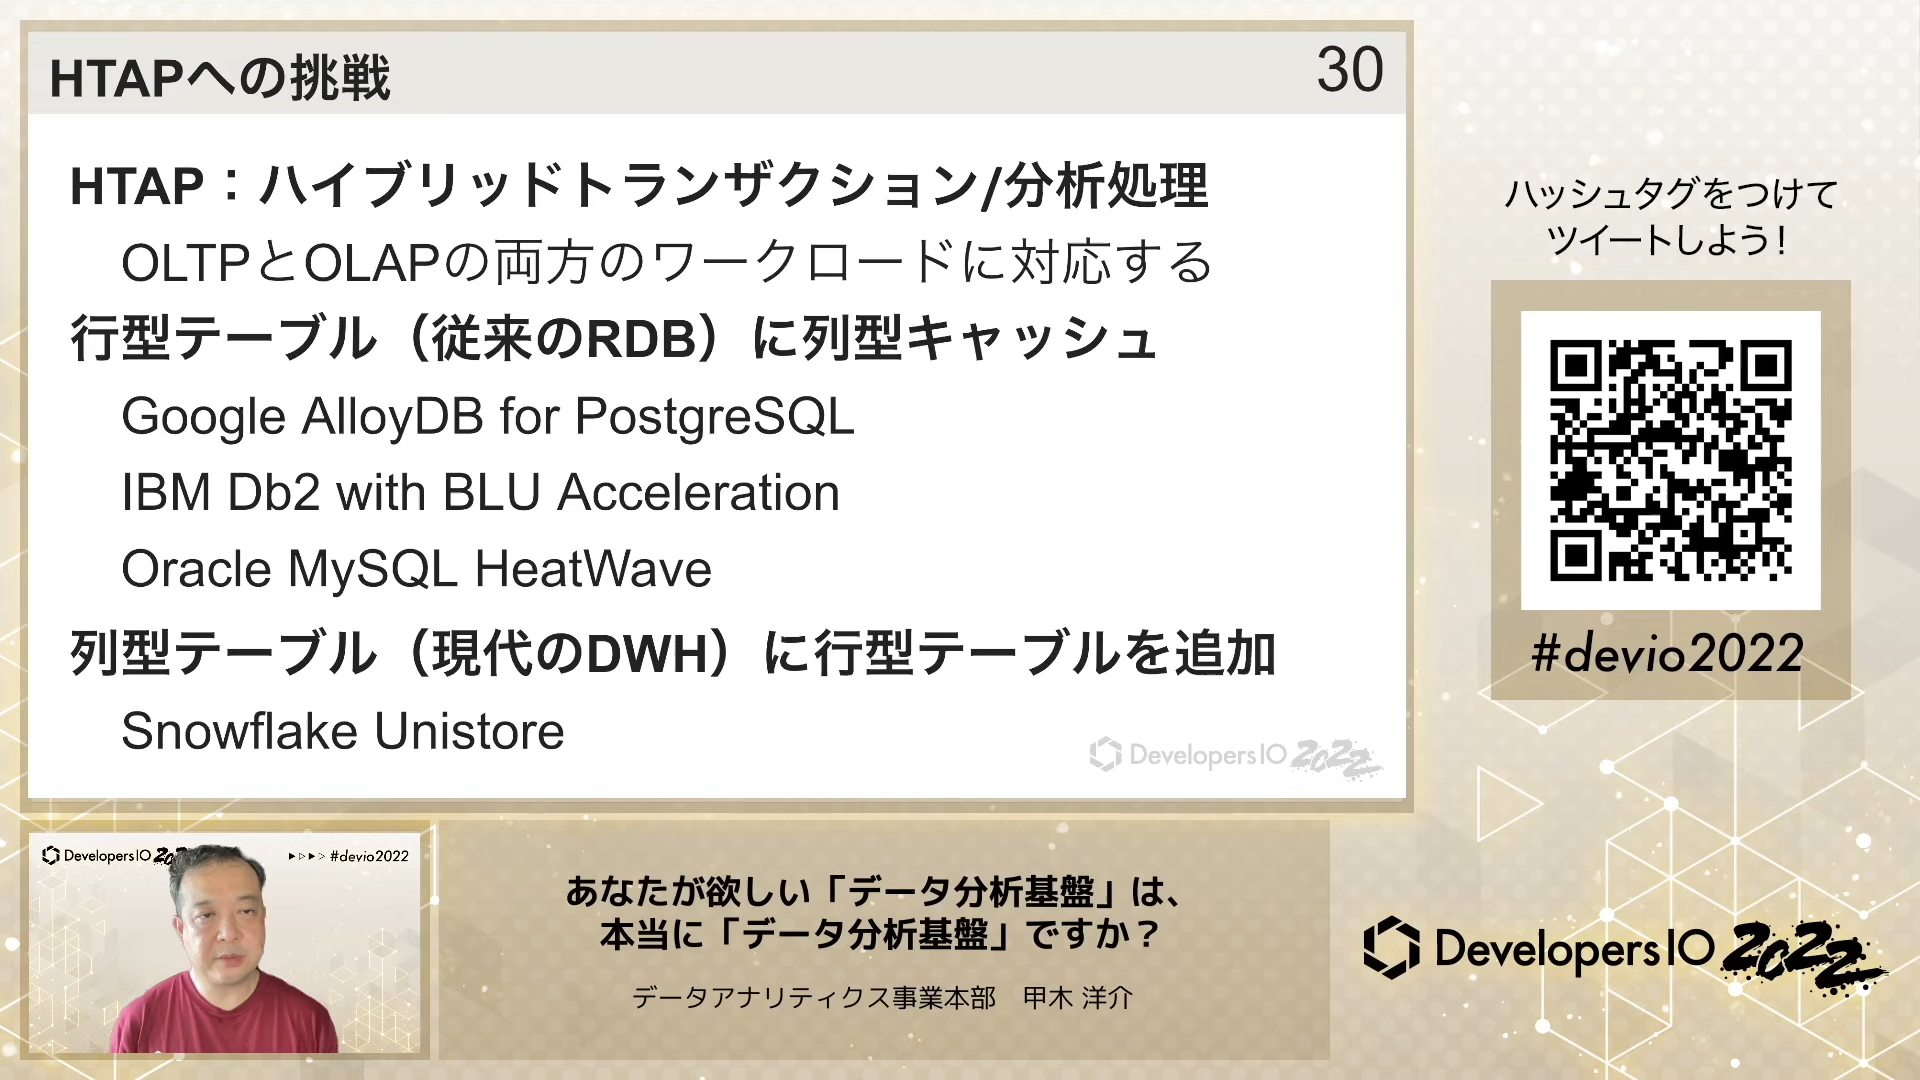 HTAPへの挑戦
30
HTAP：ハイブリッドトランザクション/分析処理
OLTPとOLAPの両方のワークロードに対応する
行型テーブル（従来のRDB）に列型キャッシュ
Google AlloyDB for PostgreSQL
IBM Db2 with BLU Acceleration
Oracle MySQL HeatWave
列型テーブル（現代のDWH）に行型テーブルを追加
Snowflake Unistore
DevelopersIO 2022
ハッシュタグをつけて
ツイートしよう！
#devio2022
DevelopersIO 202
#devio2022
あなたが欲しい「データ分析基盤」は、
本当に「データ分析基盤」ですか？
データアナリティクス事業本部　甲木 洋介
DevelopersIO 2022